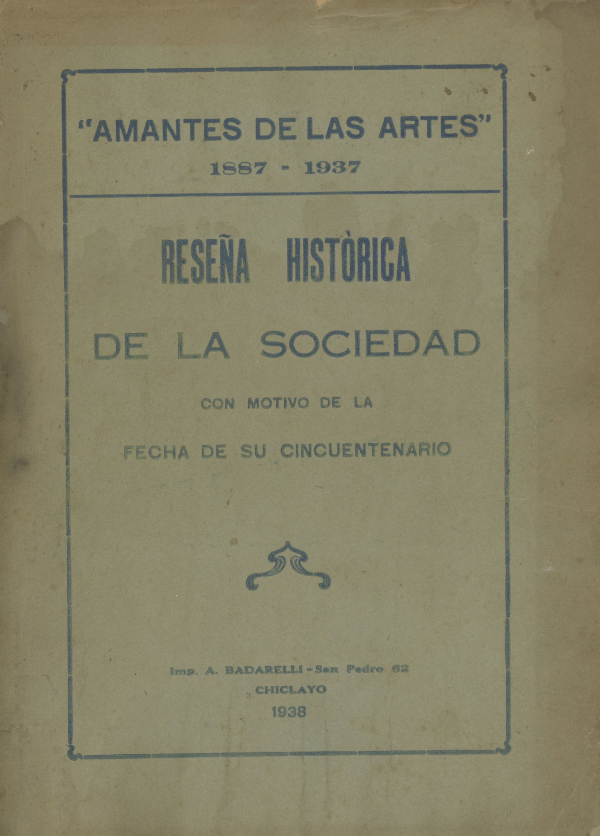 "AMANTES DE LAS ARTES"
1887 - 1937
RESEÑA HISTÒRICA
DE LA SOCIEDAD
CON MOTIVO DE LA
FECHA DE SU CINCUENTENARIO
Imp. A. BADARELLI - San Pedro 62
CHICLAYO
1938